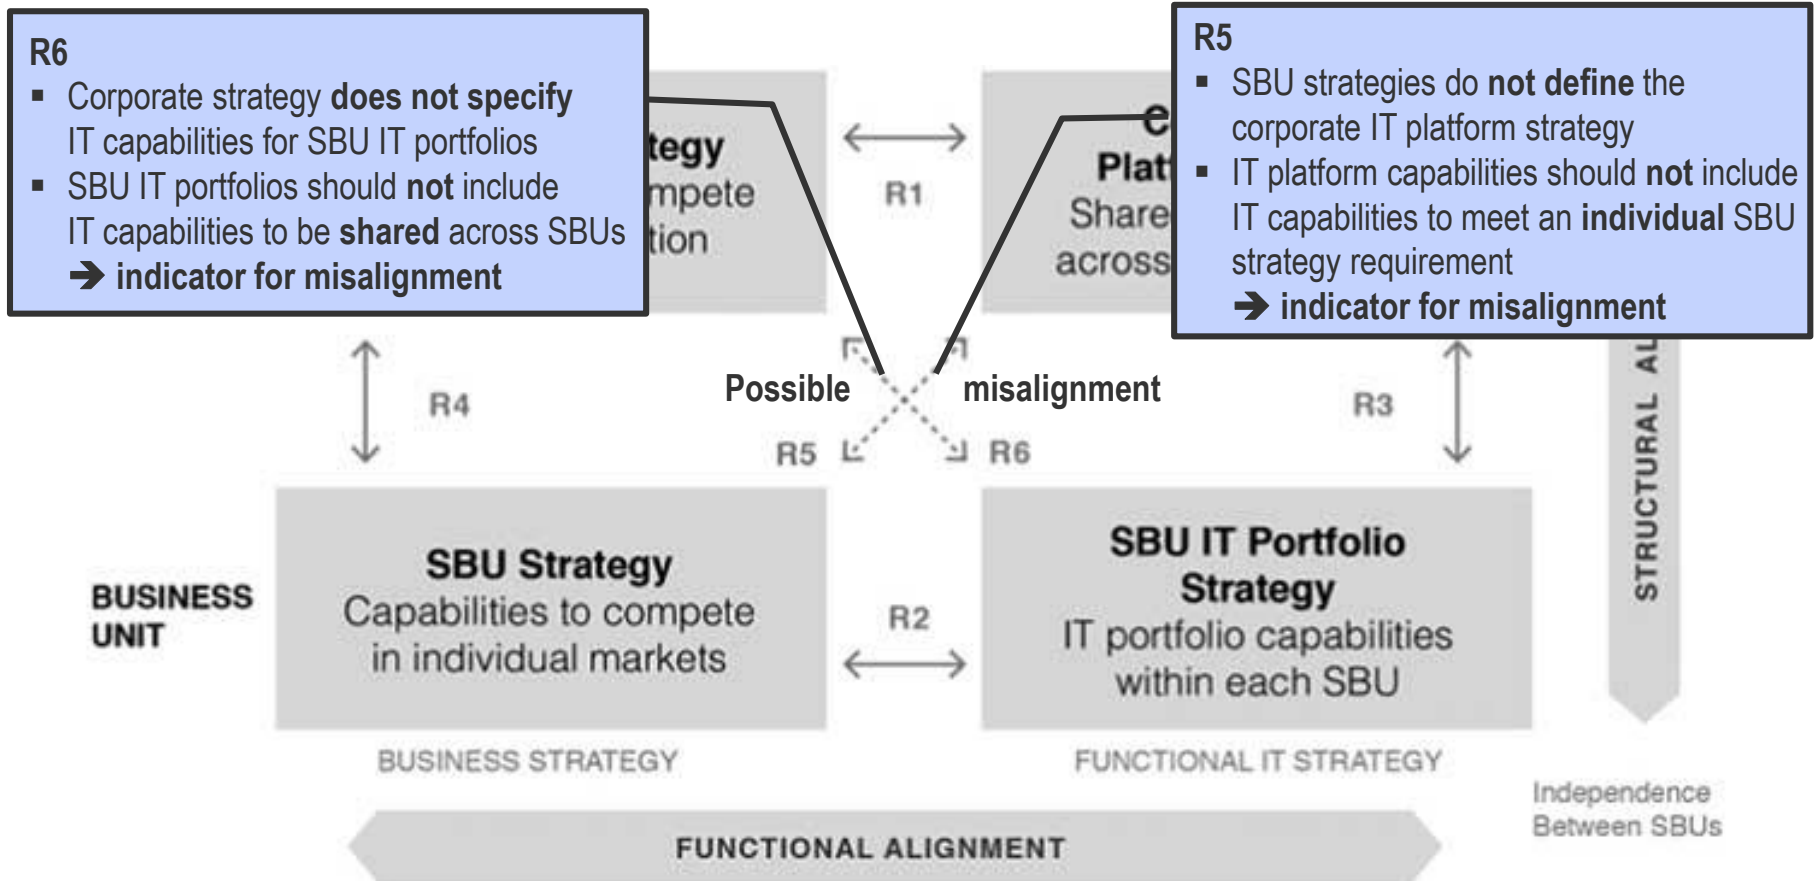 R6
▪ Corporate strategy does not specify
IT capabilities for SBU IT portfolios
▪ SBU IT portfolios should not include
IT capabilities to be shared across SBUs
➔ indicator for misalignment
R5
▪ SBU strategies do not define the
corporate IT platform strategy
▪ IT platform capabilities should not include
IT capabilities to meet an individual SBU
strategy requirement
➔ indicator for misalignment
R1
Share
across
Possible misalignment
R4
R3
R5
R6
STRUCTURAL
BUSINESS
UNIT
SBU Strategy
Capabilities to compete
in individual markets
R2
SBU IT Portfolio
Strategy
IT portfolio capabilities
within each SBU
BUSINESS STRATEGY
FUNCTIONAL IT STRATEGY
Independence
Between SBUs
FUNCTIONAL ALIGNMENT